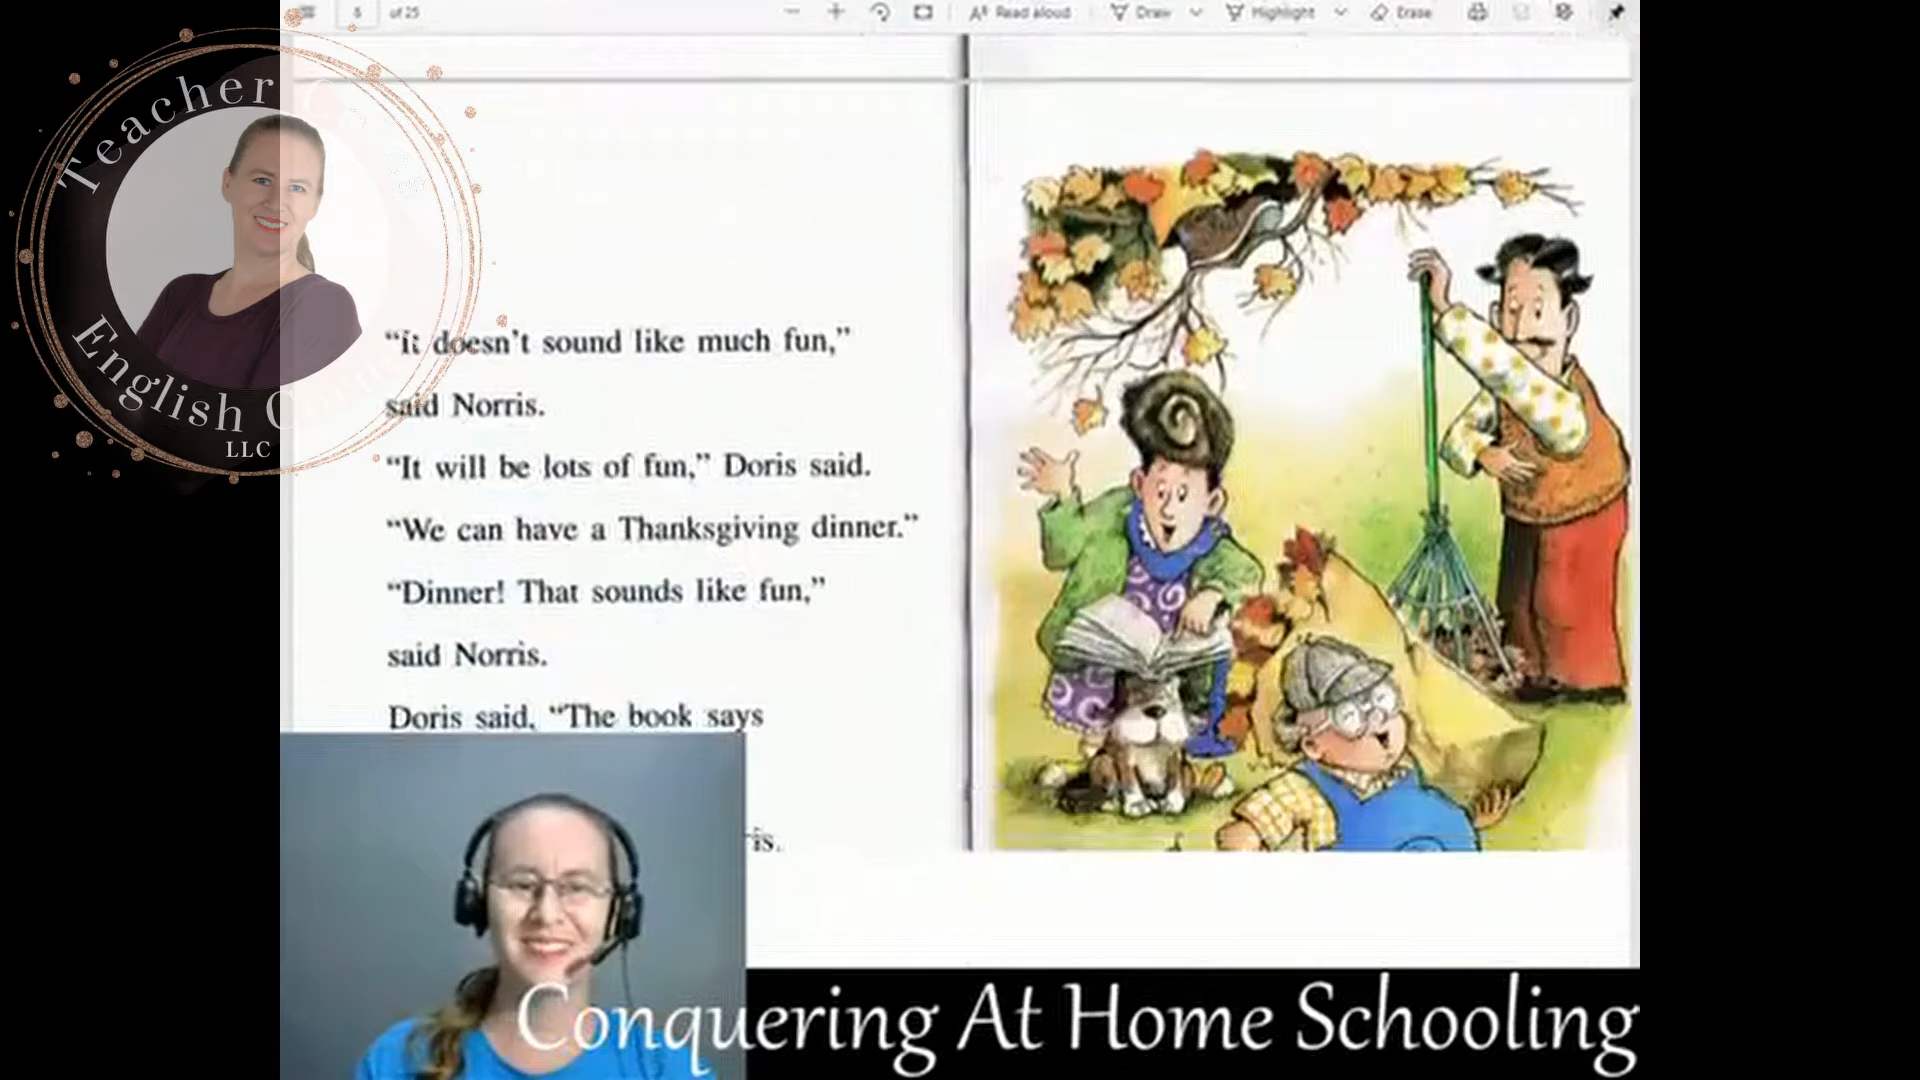 5 of 25
Read aloud
Draw
Highlight
Erase
Teacher
English
LLC
“It doesn’t sound like much fun,”
said Norris.
“It will be lots of fun,” Doris said.
“We can have a Thanksgiving dinner.”
“Dinner! That sounds like fun,”
said Norris.
Doris said, “The book says
Conquering At Home Schooling